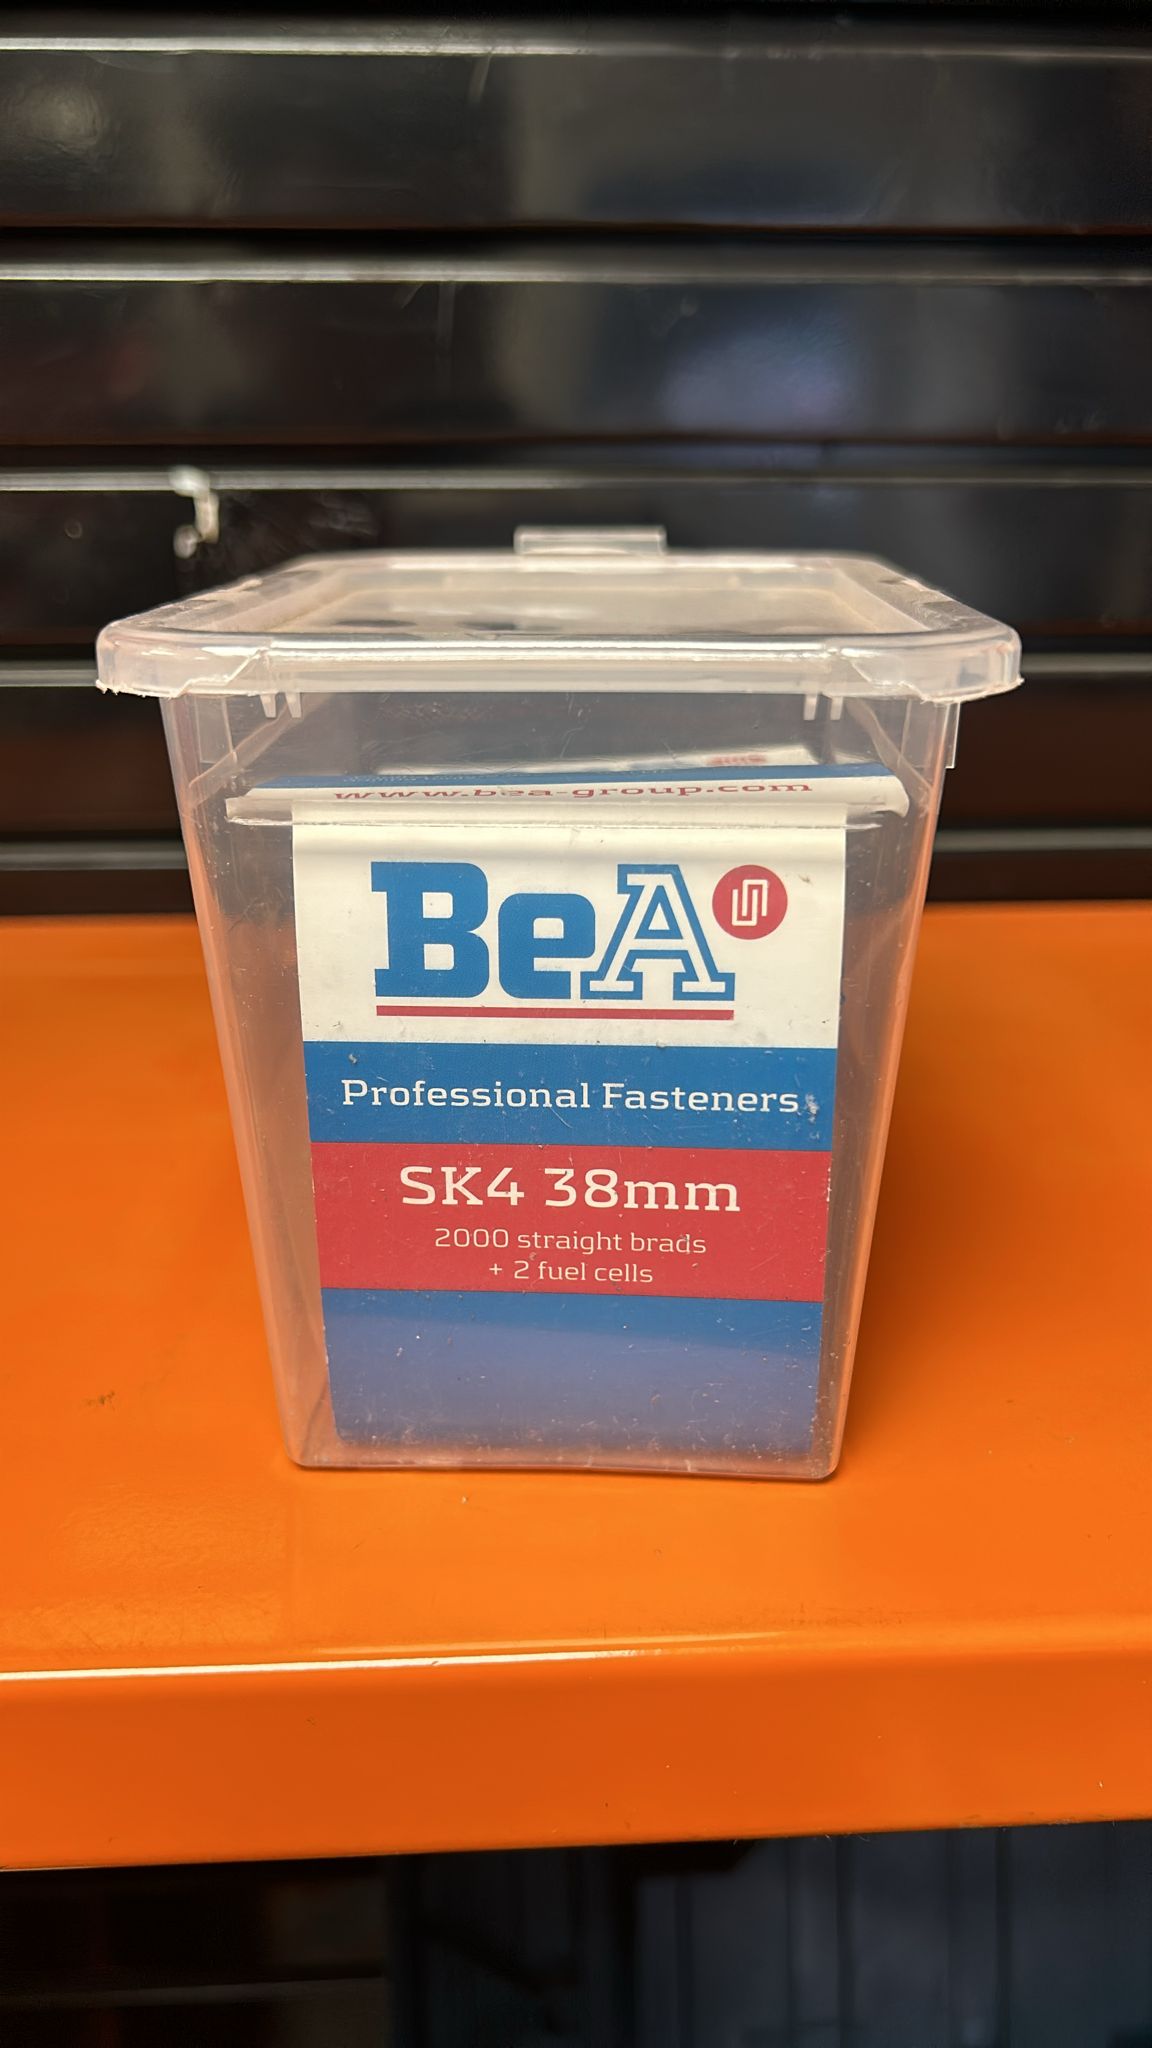 www.bea-group.com
BeA
Professional Fasteners
SK4 38mm
2000 straight brads
+ 2 fuel cells